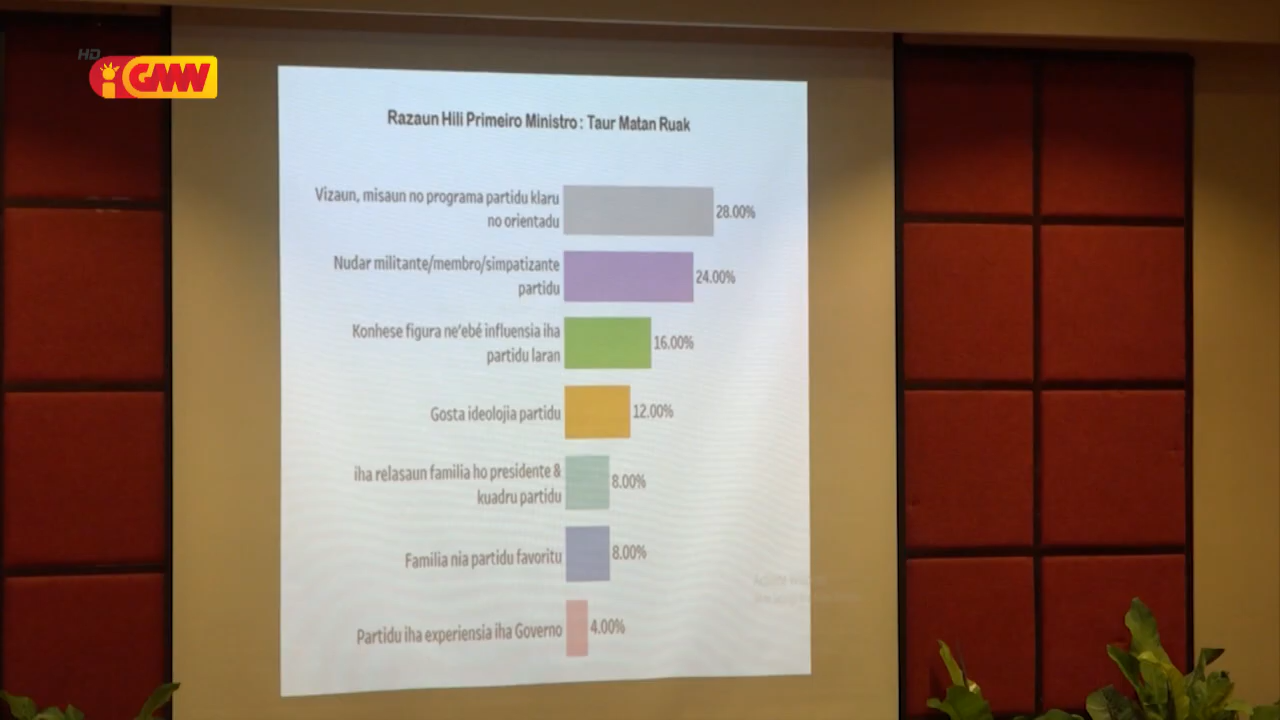 HD
GMN
Razaun Hili Primeiro Ministro : Taur Matan Ruak
Vizaun, misaun no programa partidu klaru
no orientadu
28.00%
Nudar militante/membro/simpatizante
partidu
24.00%
Konhese figura ne'ebé influensia iha
partidu laran
16.00%
Gosta ideolojia partidu
12.00%
iha relasaun familia ho presidente &
kuadru partidu
8.00%
Familia nia partidu favoritu
8.00%
Partidu iha experiensia iha Governo
4.00%